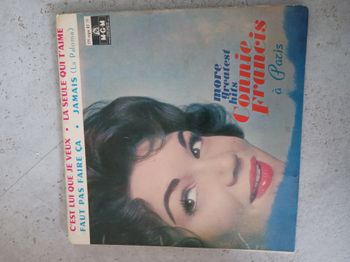 C'EST LUI QUE JE VEUX • LA SEULE QUI T'AIME
FAUT PAS FAIRE ÇA • JAMAIS (La Paloma)
MGM
more
greatest
hits
Connie
Francis
à Paris